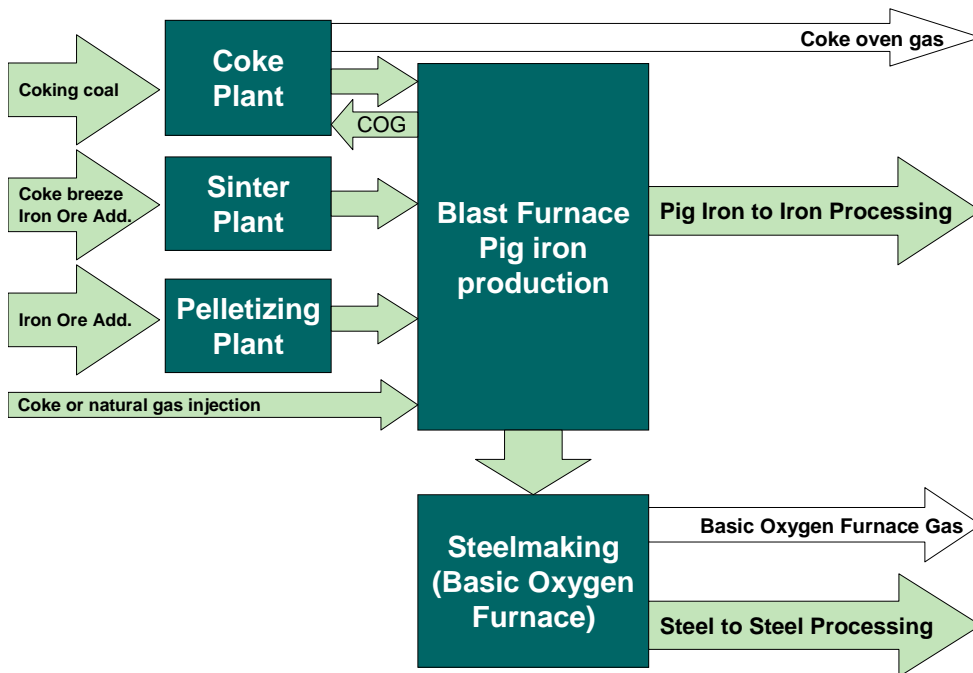 Coke oven gas
Coke
Plant
Coking coal
COG
Coke breeze
Iron Ore Add.
Sinter
Plant
Blast Furnace
Pig iron
production
Pig Iron to Iron Processing
Iron Ore Add.
Pelletizing
Plant
Coke or natural gas injection
Steelmaking
(Basic Oxygen
Furnace)
Basic Oxygen Furnace Gas
Steel to Steel Processing